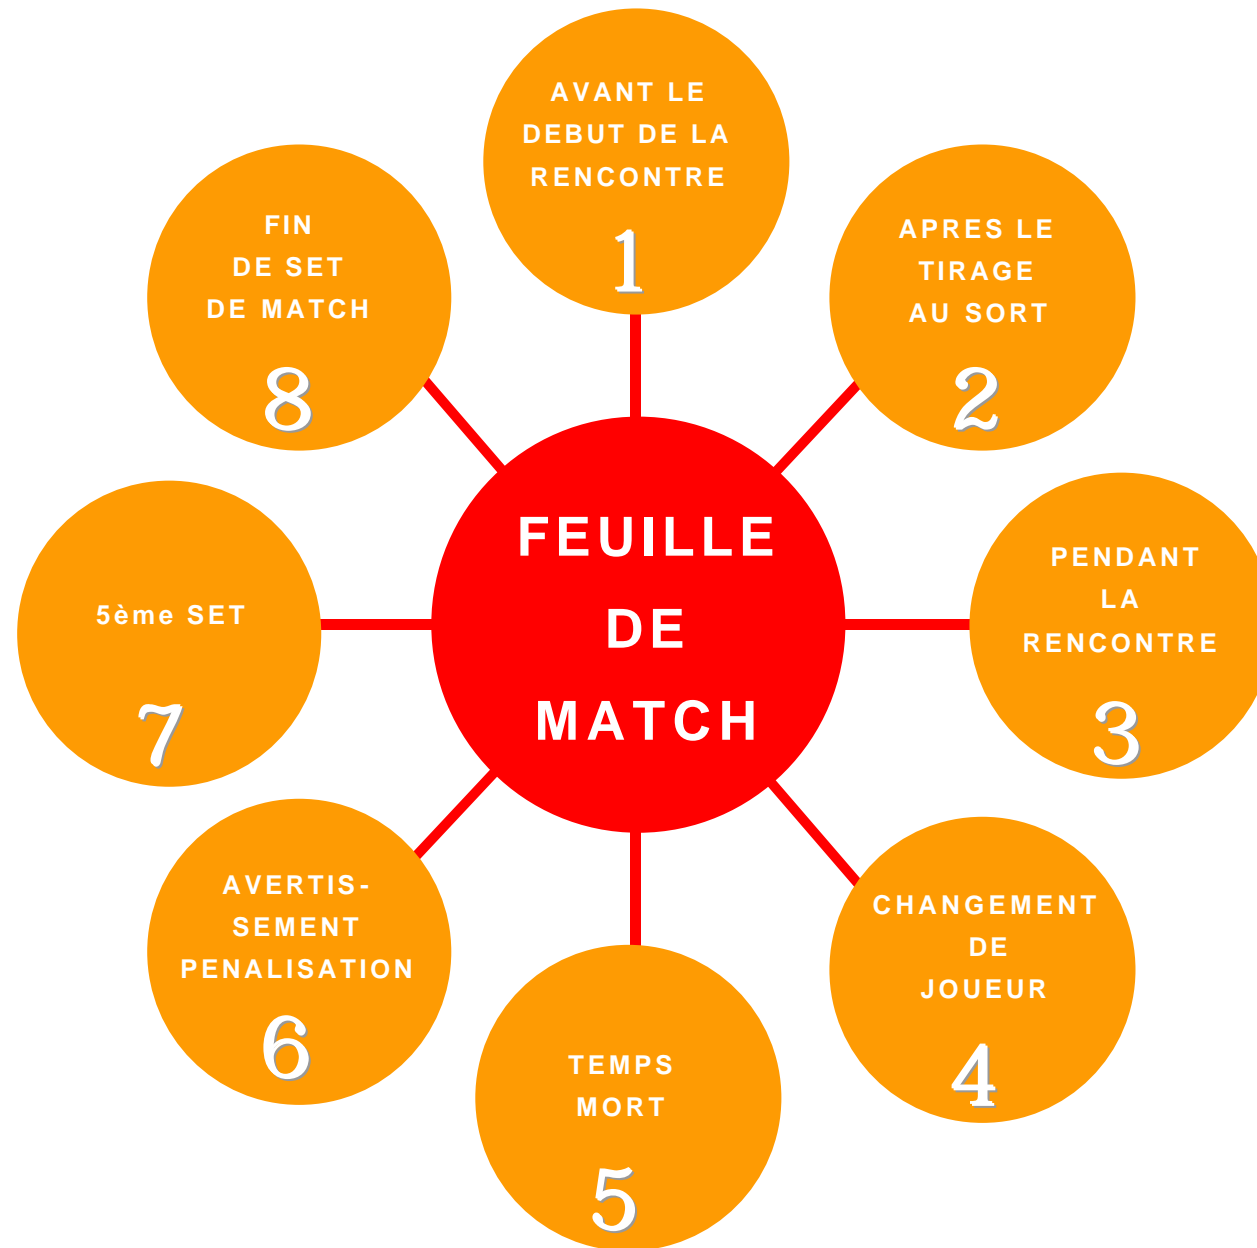 AVANT LE
DEBUT DE LA
RENCONTRE
1
APRES LE
TIRAGE
AU SORT
2
PENDANT
LA
RENCONTRE
3
CHANGEMENT
DE
JOUEUR
4
TEMPS
MORT
5
AVERTIS-
SEMENT
PENALISATION
6
5ème SET
7
FIN
DE SET
DE MATCH
8
FEUILLE
DE
MATCH